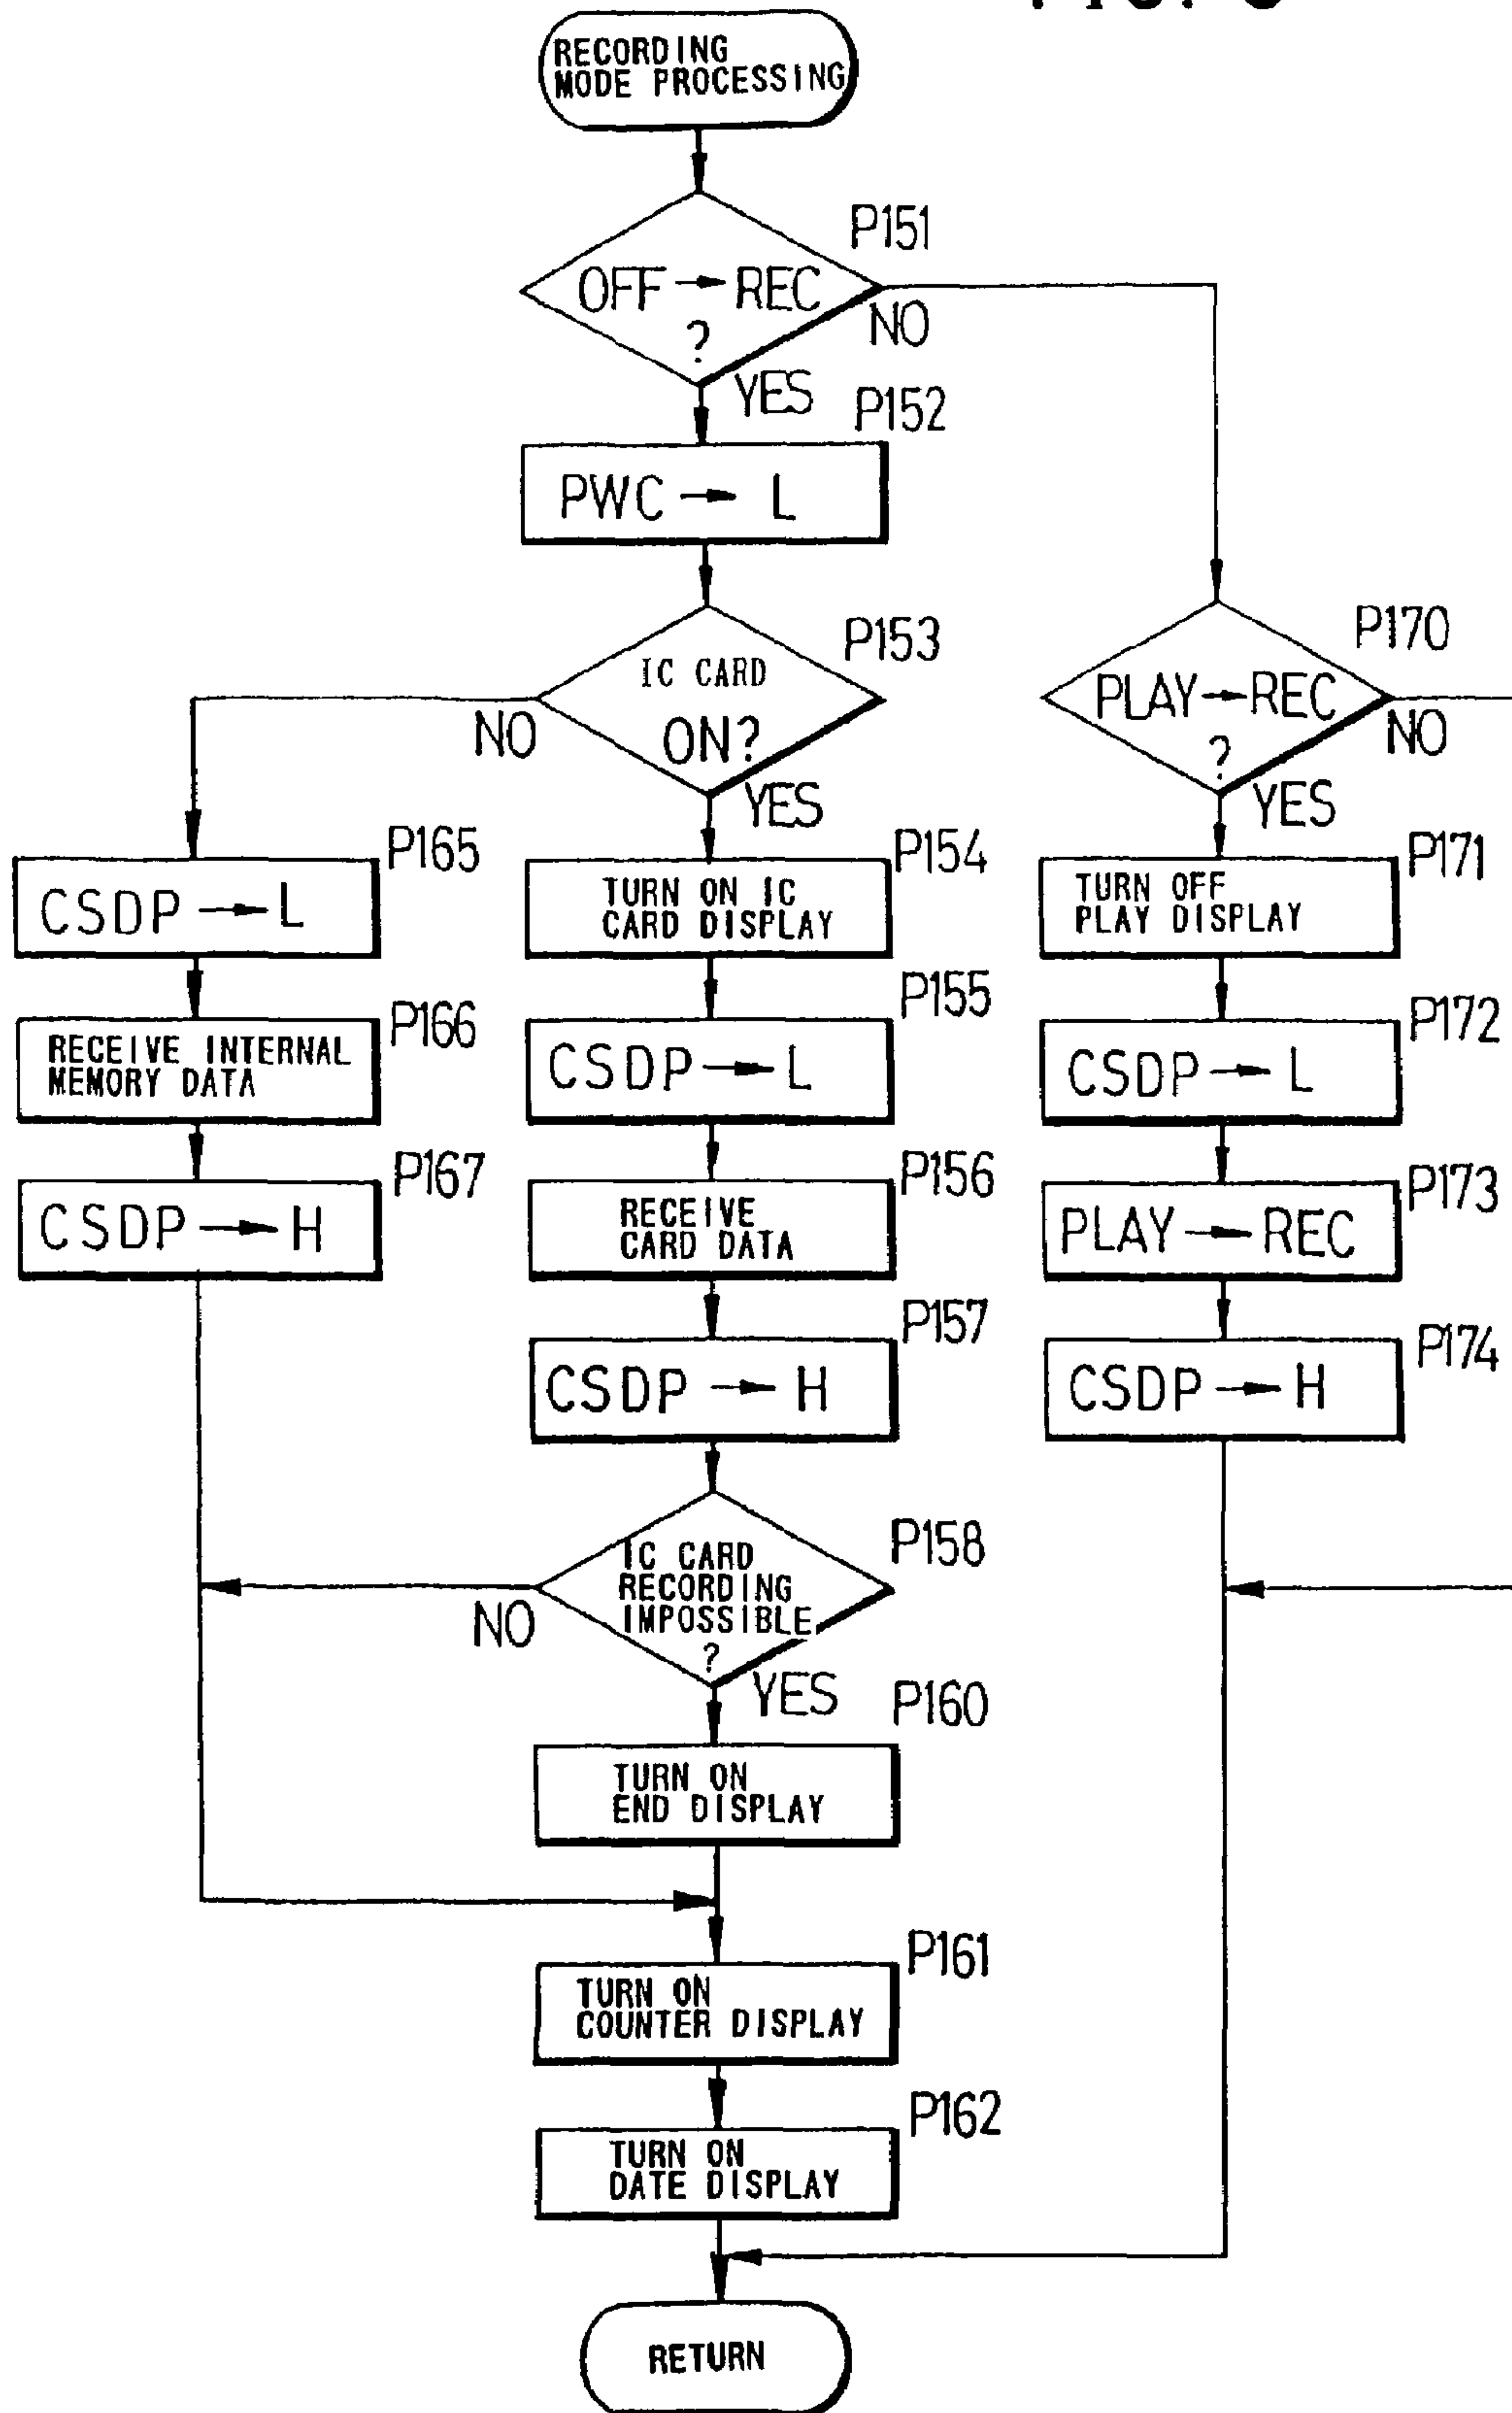 RECORDING
MODE PROCESSING
P151
OFF → REC
?
NO
YES
P152
PWC → L
P153
IC CARD
ON?
NO
YES
P170
PLAY → REC
?
NO
YES
P165
CSDP → L
P154
TURN ON IC
CARD DISPLAY
P171
TURN OFF
PLAY DISPLAY
P166
RECEIVE INTERNAL
MEMORY DATA
P155
CSDP → L
P172
CSDP → L
P167
CSDP → H
P156
RECEIVE
CARD DATA
P173
PLAY → REC
P157
CSDP → H
P174
CSDP → H
P158
IC CARD
RECORDING
IMPOSSIBLE
?
NO
YES
P160
TURN ON
END DISPLAY
P161
TURN ON
COUNTER DISPLAY
P162
TURN ON
DATE DISPLAY
RETURN